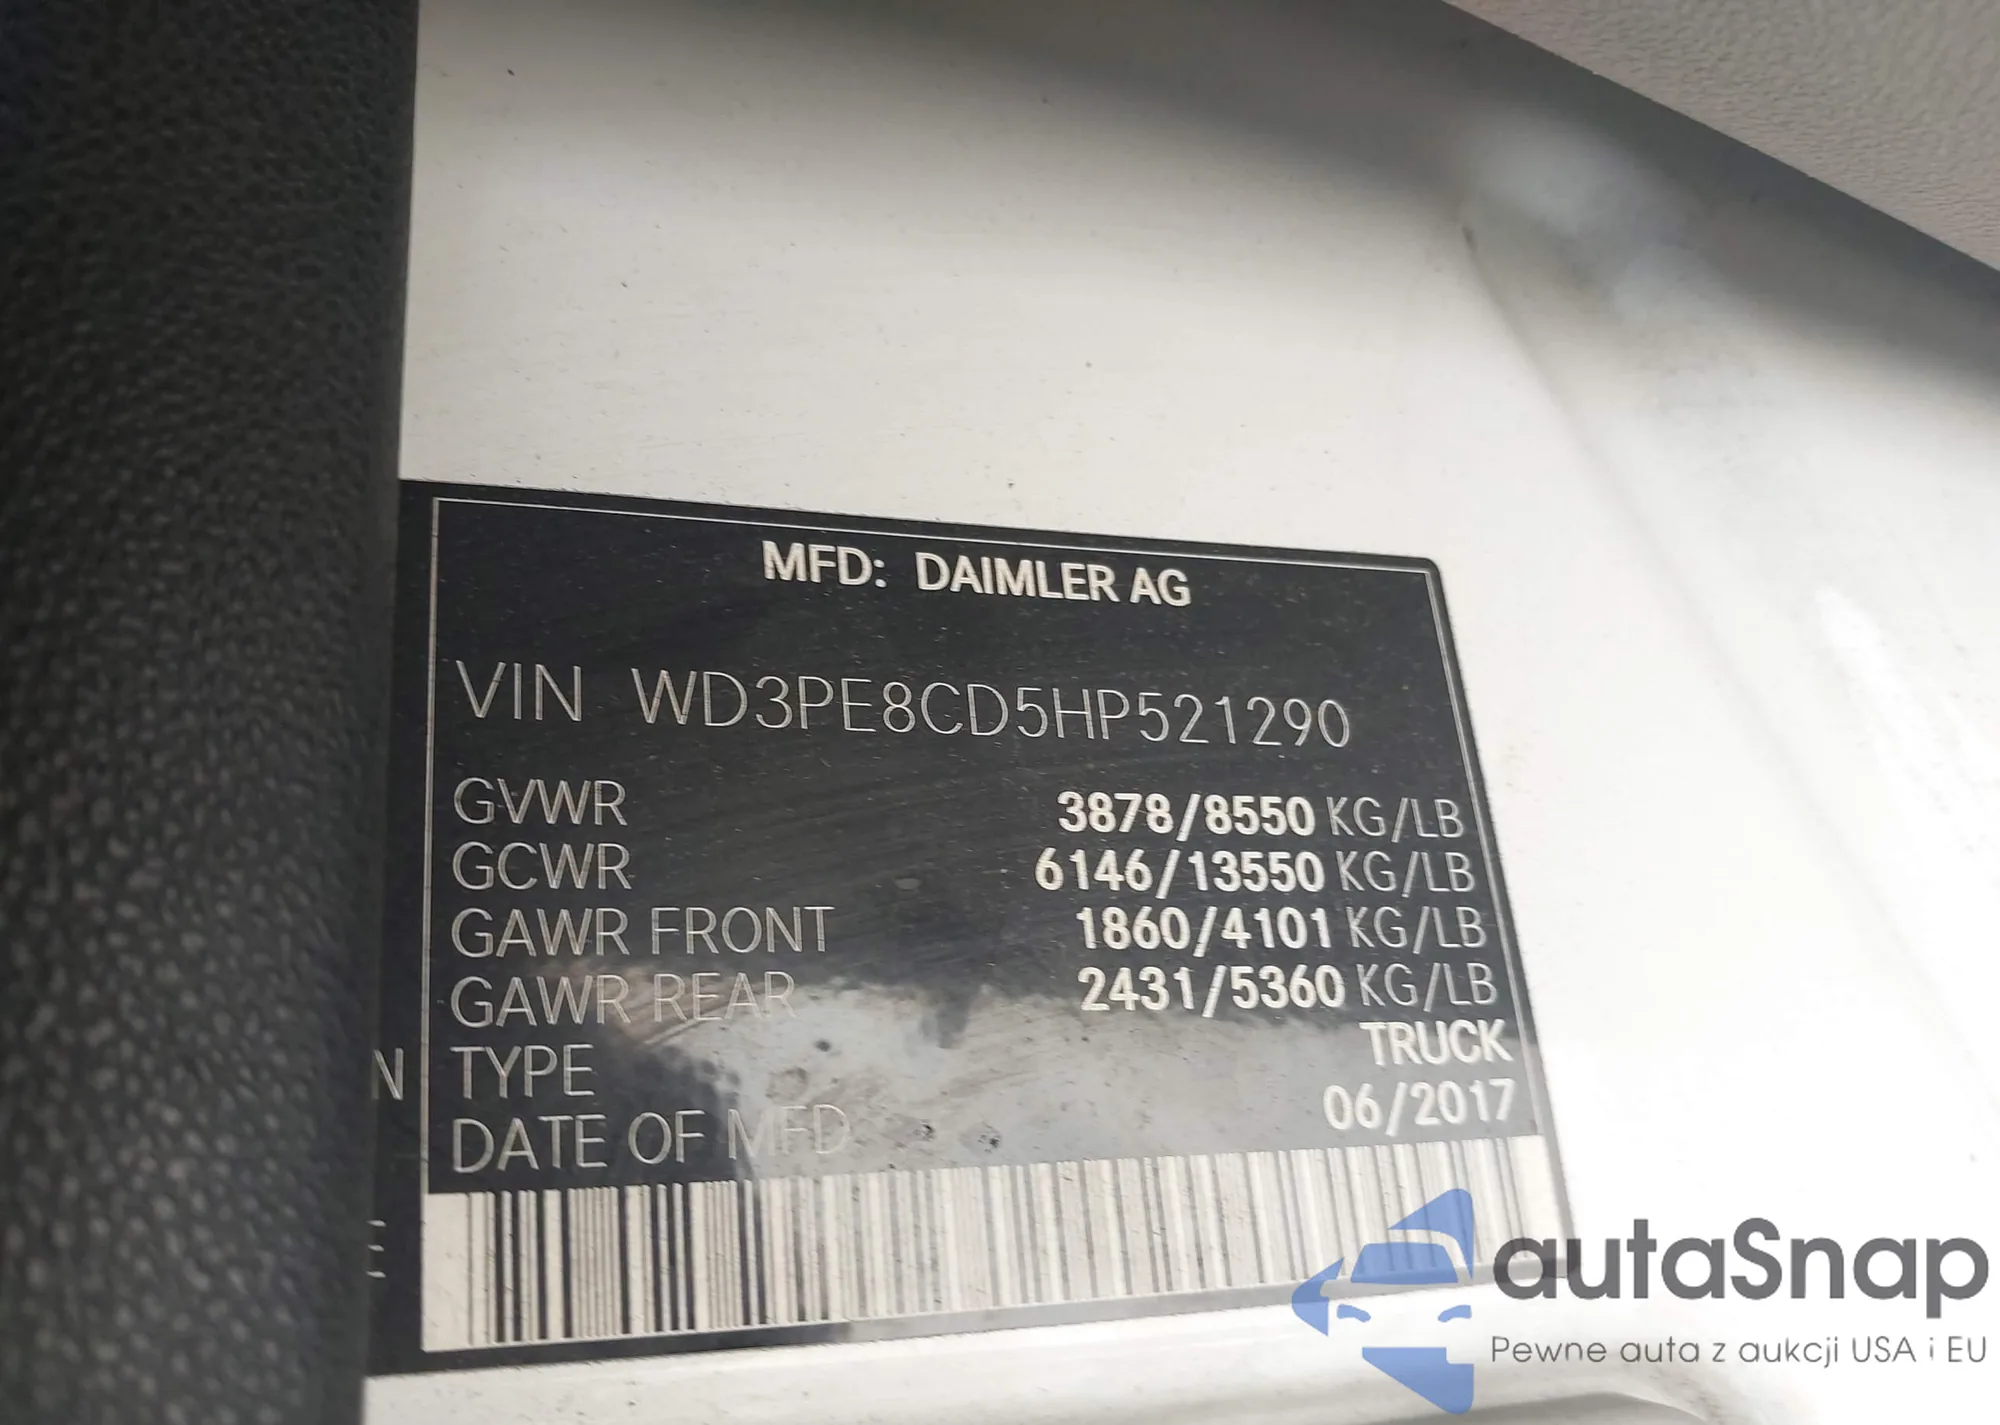 MFD: DAIMLER AG
VIN WD3PE8CD5HP521290
GVWR 3878/8550 KG/LB
GCWR 6146/13550 KG/LB
GAWR FRONT 1860/4101 KG/LB
GAWR REAR 2431/5360 KG/LB
TYPE TRUCK
DATE OF MFD 06/2017
N
E
autaSnap
Pewne auta z aukcji USA i EU